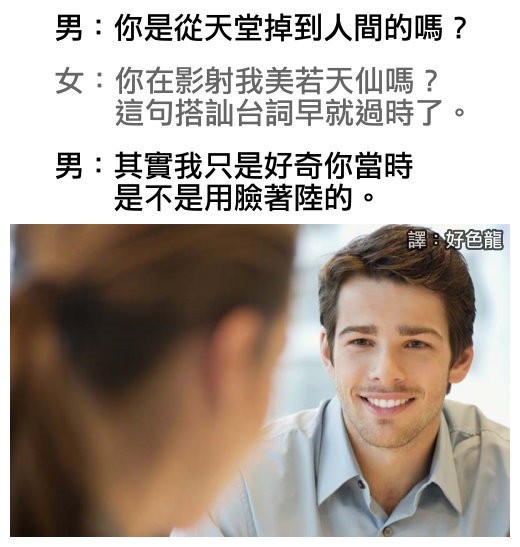 男：你是從天堂掉到人間的嗎？
女：你在影射我美若天仙嗎？
這句搭訕台詞早就過時了。
男：其實我只是好奇你當時
是不是用臉著陸的。
譯：好色龍